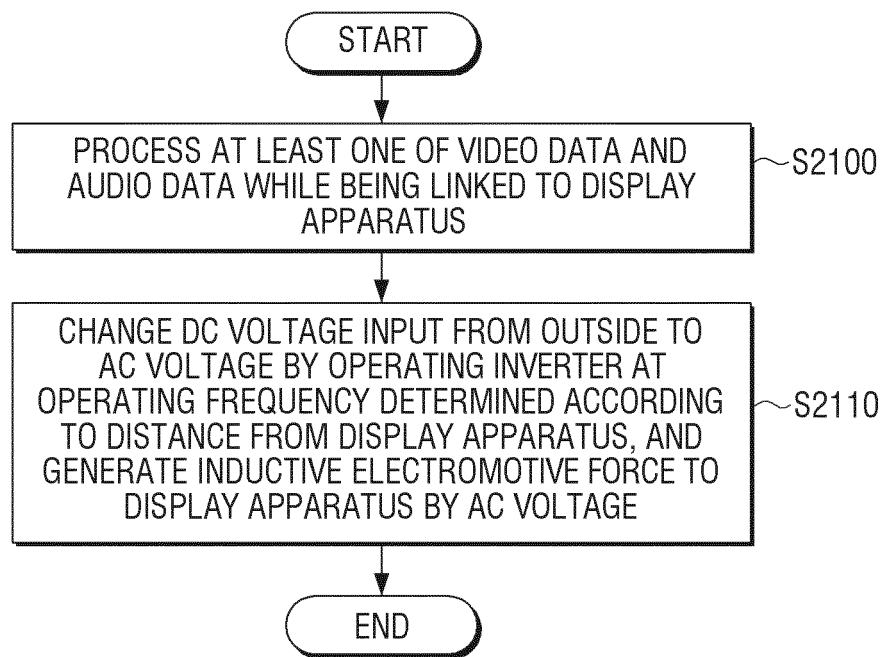 START
PROCESS AT LEAST ONE OF VIDEO DATA AND
AUDIO DATA WHILE BEING LINKED TO DISPLAY
APPARATUS
S2100
CHANGE DC VOLTAGE INPUT FROM OUTSIDE TO
AC VOLTAGE BY OPERATING INVERTER AT
OPERATING FREQUENCY DETERMINED ACCORDING
TO DISTANCE FROM DISPLAY APPARATUS, AND
GENERATE INDUCTIVE ELECTROMOTIVE FORCE TO
DISPLAY APPARATUS BY AC VOLTAGE
S2110
END